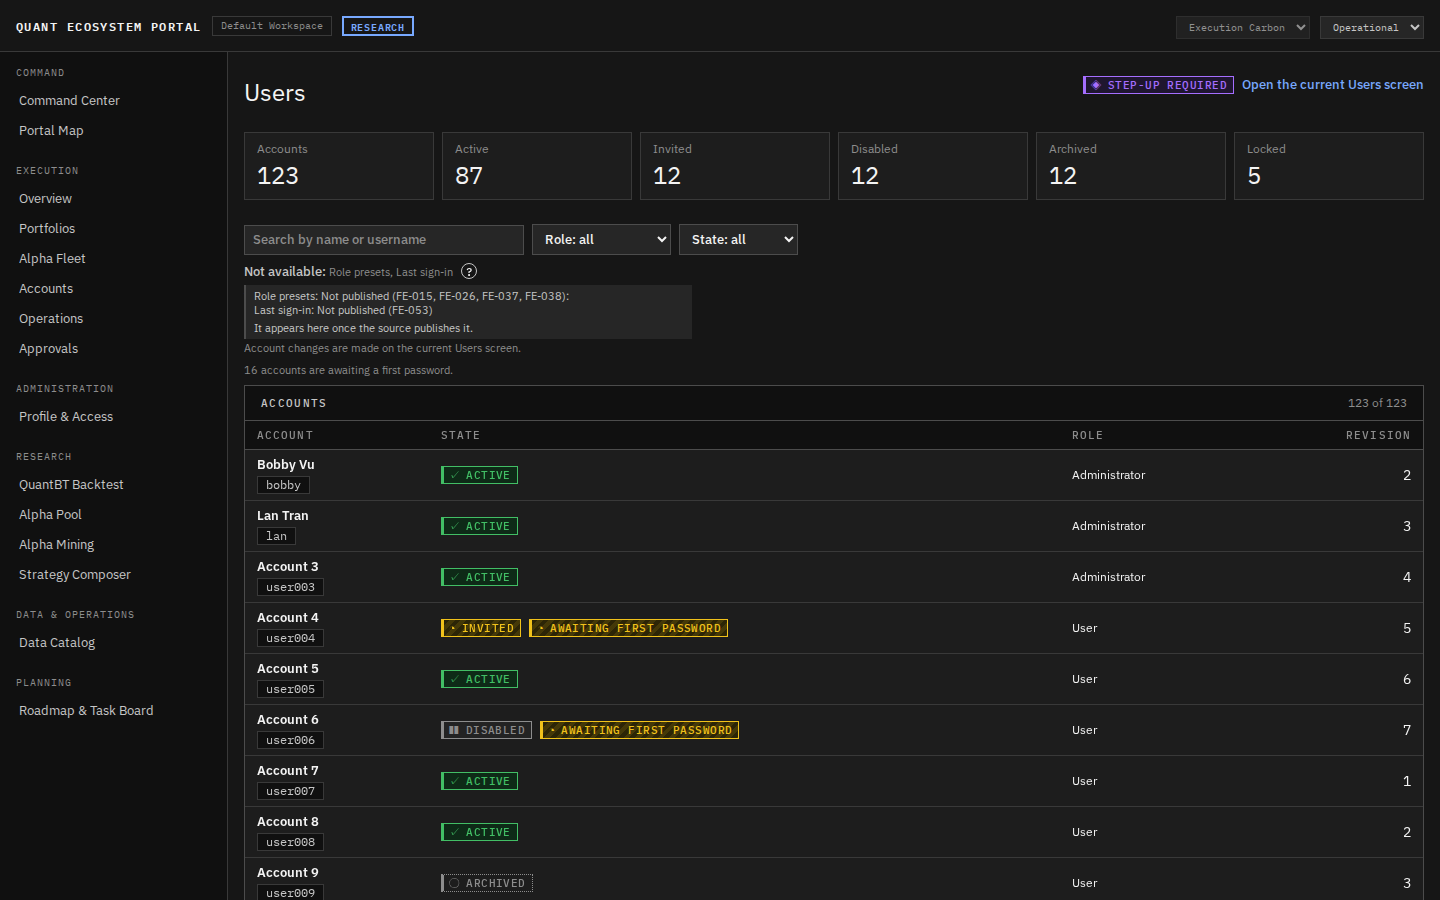 QUANT ECOSYSTEM PORTAL
Default Workspace
RESEARCH
Execution Carbon
Operational
COMMAND
Command Center
Portal Map
EXECUTION
Overview
Portfolios
Alpha Fleet
Accounts
Operations
Approvals
ADMINISTRATION
Profile & Access
RESEARCH
QuantBT Backtest
Alpha Pool
Alpha Mining
Strategy Composer
DATA & OPERATIONS
Data Catalog
PLANNING
Roadmap & Task Board
Users
STEP-UP REQUIRED
Open the current Users screen
Accounts
123
Active
87
Invited
12
Disabled
12
Archived
12
Locked
5
Search by name or username
Role: all
State: all
Not available: Role presets, Last sign-in ?
Role presets: Not published (FE-015, FE-026, FE-037, FE-038):
Last sign-in: Not published (FE-053)
It appears here once the source publishes it.
Account changes are made on the current Users screen.
16 accounts are awaiting a first password.
ACCOUNTS
123 of 123
ACCOUNT STATE ROLE REVISION
Bobby Vu
bobby
✓ ACTIVE
Administrator
2
Lan Tran
lan
✓ ACTIVE
Administrator
3
Account 3
user003
✓ ACTIVE
Administrator
4
Account 4
user004
INVITED
AWAITING FIRST PASSWORD
User
5
Account 5
user005
✓ ACTIVE
User
6
Account 6
user006
DISABLED
AWAITING FIRST PASSWORD
User
7
Account 7
user007
✓ ACTIVE
User
1
Account 8
user008
✓ ACTIVE
User
2
Account 9
user009
ARCHIVED
User
3